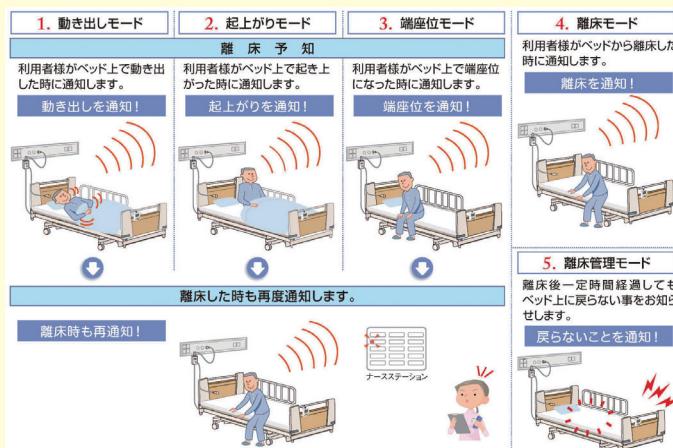 1. 動き出しモード
2. 起上がりモード
3. 端座位モード
離床予知
利用者様がベッド上で動き出
した時に通知します。
動き出しを通知！
利用者様がベッド上で起き上
がった時に通知します。
起上がりを通知！
利用者様がベッド上で端座位
になった時に通知します。
端座位を通知！
離床した時も再度通知します。
離床時も再通知！
ナースステーション
4. 離床モード
利用者様がベッドから離床した
時に通知します。
離床を通知！
5. 離床管理モード
離床後一定時間経過しても
ベッド上に戻らない事をお知ら
せします。
戻らないことを通知！